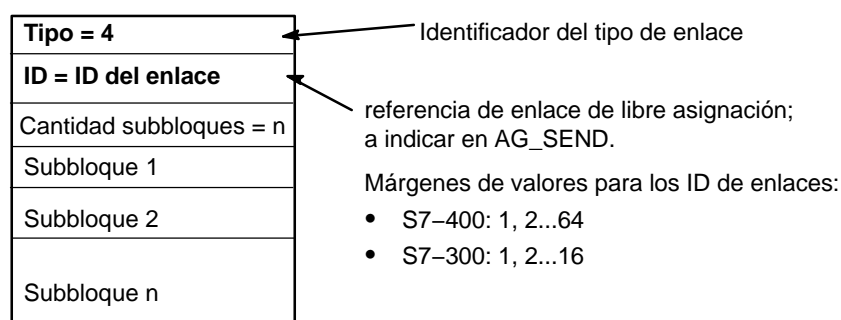 Tipo = 4
Identificador del tipo de enlace
ID = ID del enlace
referencia de enlace de libre asignación;
a indicar en AG_SEND.
Cantidad subbloques = n
Subbloque 1
Márgenes de valores para los ID de enlaces:
Subbloque 2
• S7–400: 1, 2...64
• S7–300: 1, 2...16
Subbloque n